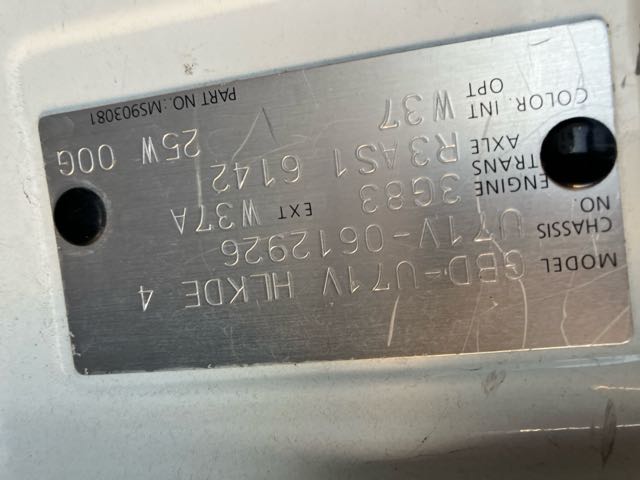 MODEL GBD-U71V HLKDE 4
CHASSIS NO. U71V-0612926
ENGINE 3G83 EXT W37A
TRANS AXLE R3AS1 6142
COLOR. INT OPT W37 25W 00G
PART NO.: MS903081